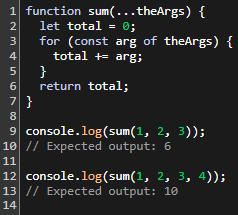 1 function sum(...theArgs) {
2   let total = 0;
3   for (const arg of theArgs) {
4     total += arg;
5   }
6   return total;
7 }
8
9 console.log(sum(1, 2, 3));
10 // Expected output: 6
11
12 console.log(sum(1, 2, 3, 4));
13 // Expected output: 10
14